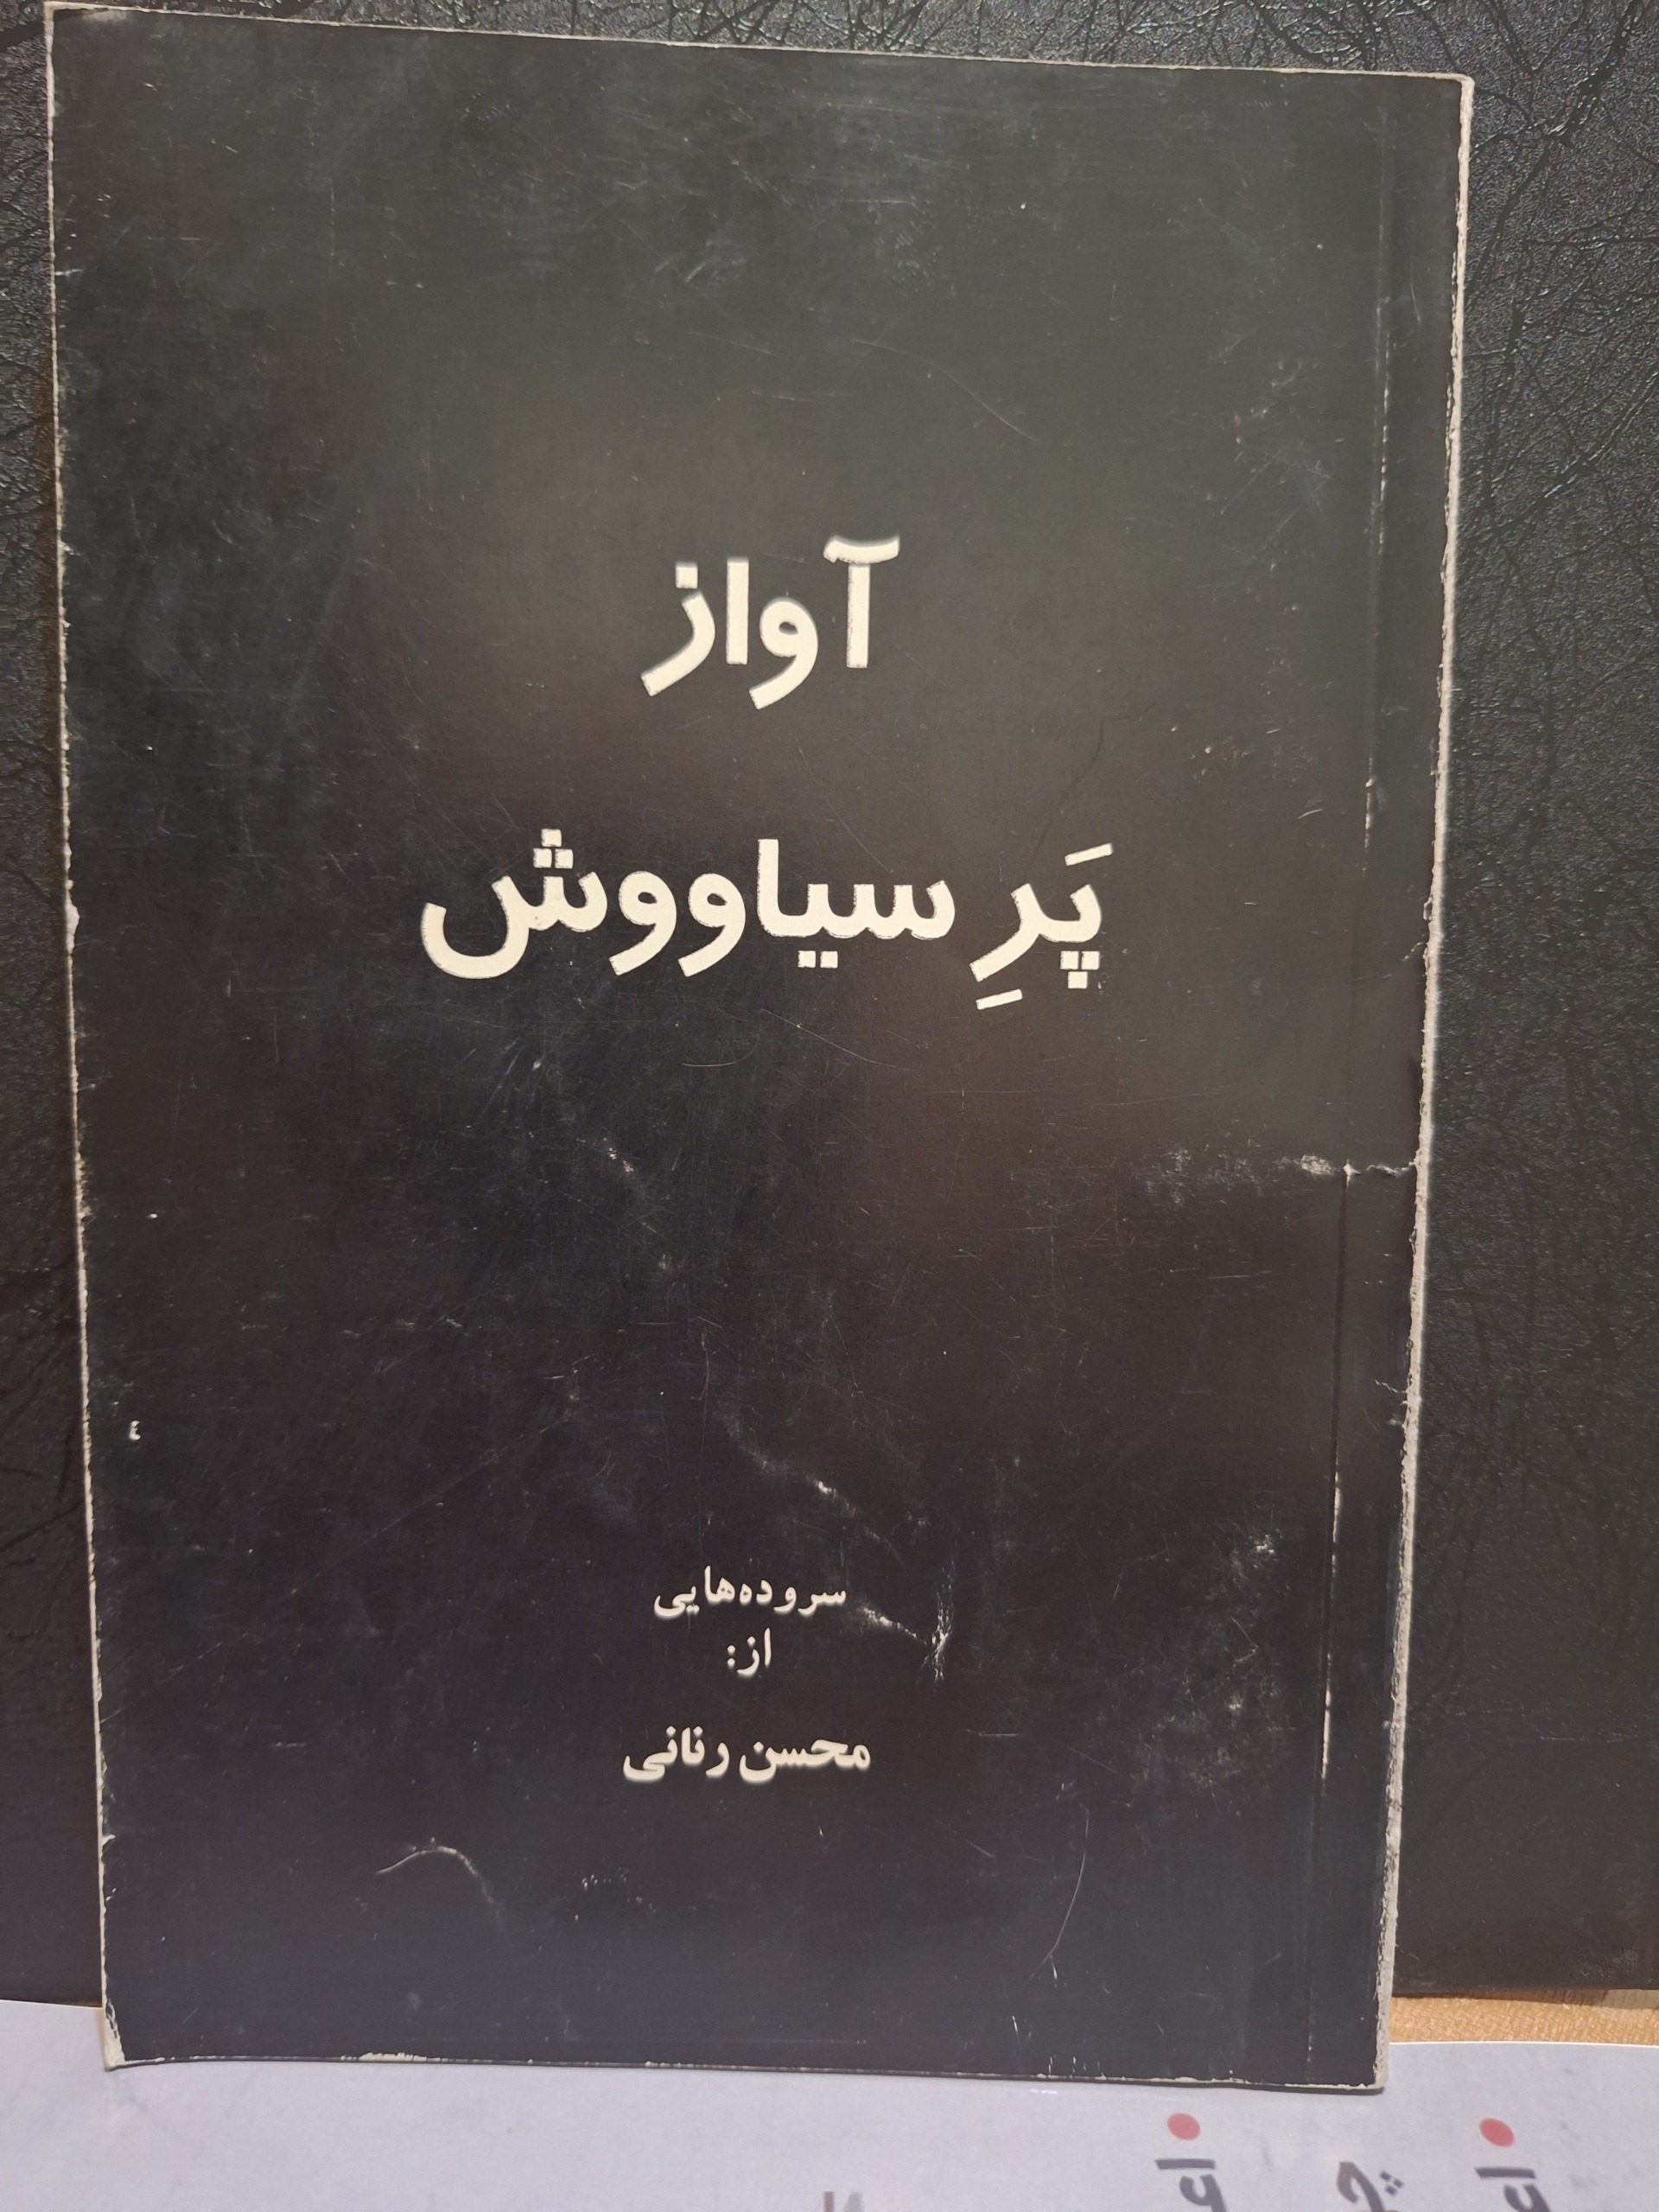 آواز
پَرِ سیاووش
سروده‌هایی
از:
محسن رنانی